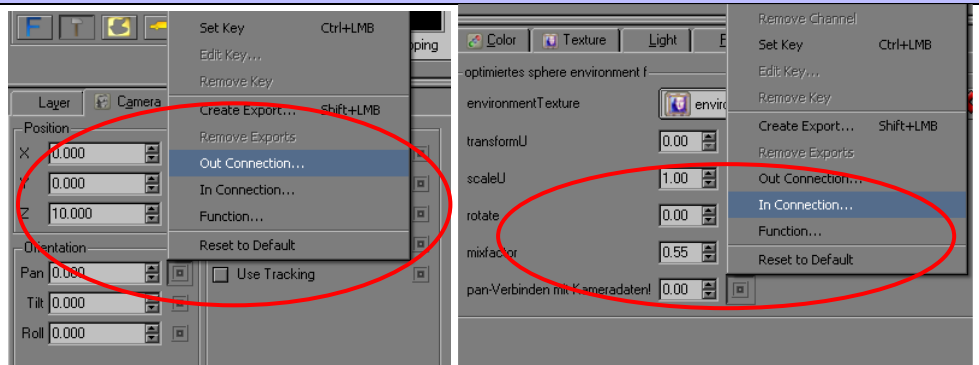 F T
Set Key Ctrl+LMB
Edit Key...
Remove Key
Create Export... Shift+LMB
Remove Exports
Out Connection...
In Connection...
Function...
Reset to Default
pping
Layer Camera
Position
X 0.000
Y 0.000
Z 10.000
Orientation
Pan 0.000
Tilt 0.000
Roll 0.000
Use Tracking
Remove Channel
Set Key Ctrl+LMB
Edit Key...
Remove Key
Create Export... Shift+LMB
Remove Exports
Out Connection...
In Connection...
Function...
Reset to Default
Color Texture Light
optimiertes sphere environment f
environmentTexture enviro
transformU 0.00
scaleU 1.00
rotate 0.00
mixfactor 0.55
pan-Verbinden mit Kameradaten! 0.00